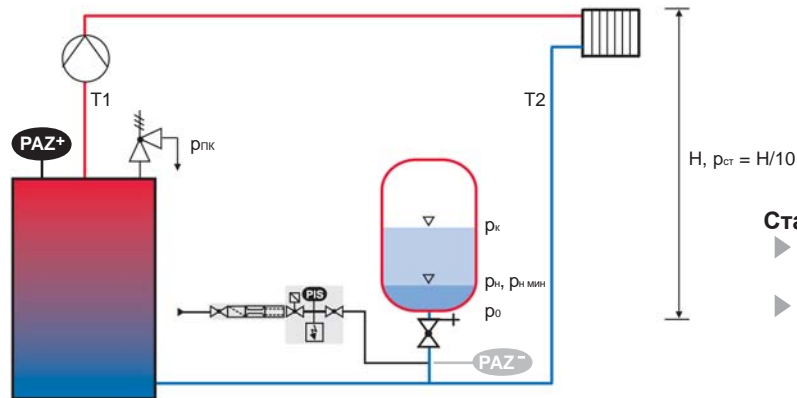 T1
T2
PAZ+
pпк
H, pст = H/10
Ста
pк
pн, pн мин
p0
PIS
PAZ−